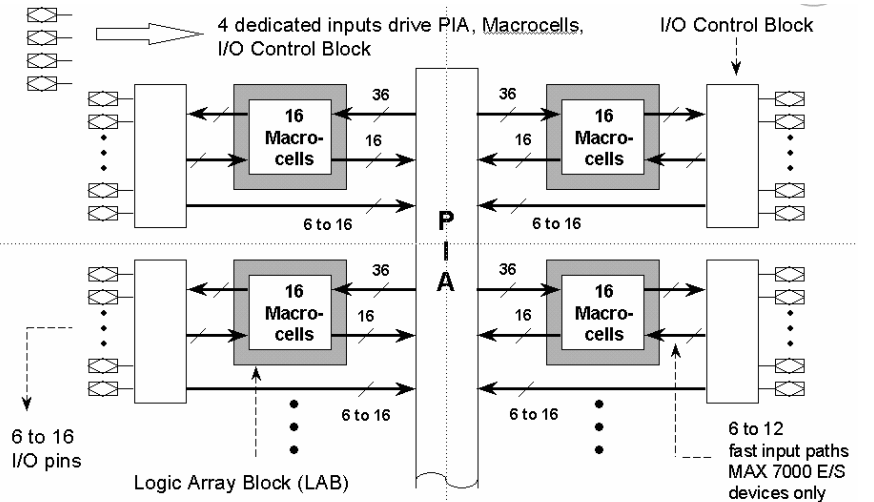 4 dedicated inputs drive PIA, Macrocells,
I/O Control Block
I/O Control Block
36
16
Macro-
cells
16
6 to 16
36
16
Macro-
cells
16
6 to 16
P
I
A
36
16
Macro-
cells
16
6 to 16
36
16
Macro-
cells
16
6 to 16
6 to 16
I/O pins
Logic Array Block (LAB)
6 to 12
fast input paths
MAX 7000 E/S
devices only